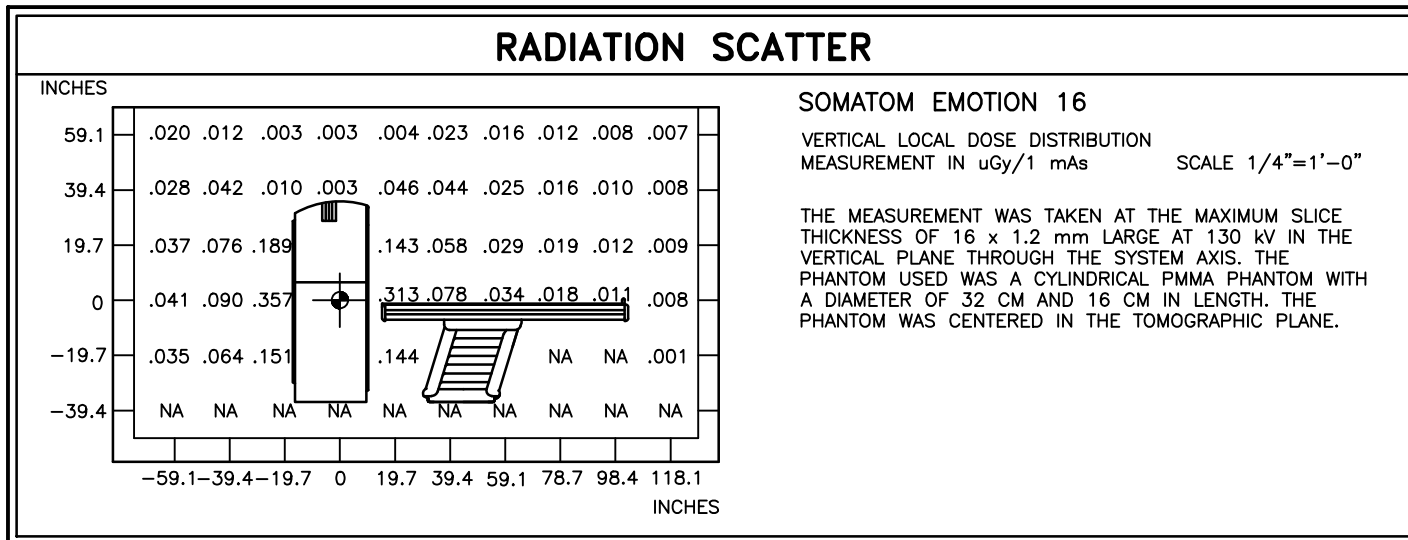 RADIATION SCATTER
INCHES
59.1 .020 .012 .003 .003 .004 .023 .016 .012 .008 .007
39.4 .028 .042 .010 .003 .046 .044 .025 .016 .010 .008
19.7 .037 .076 .189 .143 .058 .029 .019 .012 .009
0 .041 .090 .357 .313 .078 .034 .018 .011 .008
-19.7 .035 .064 .151 .144 NA NA .001
-39.4 NA NA NA NA NA NA NA NA NA NA
-59.1 -39.4 -19.7 0 19.7 39.4 59.1 78.7 98.4 118.1
INCHES
SOMATOM EMOTION 16
VERTICAL LOCAL DOSE DISTRIBUTION
MEASUREMENT IN uGy/1 mAs SCALE 1/4"=1'-0"
THE MEASUREMENT WAS TAKEN AT THE MAXIMUM SLICE
THICKNESS OF 16 x 1.2 mm LARGE AT 130 kV IN THE
VERTICAL PLANE THROUGH THE SYSTEM AXIS. THE
PHANTOM USED WAS A CYLINDRICAL PMMA PHANTOM WITH
A DIAMETER OF 32 CM AND 16 CM IN LENGTH. THE
PHANTOM WAS CENTERED IN THE TOMOGRAPHIC PLANE.